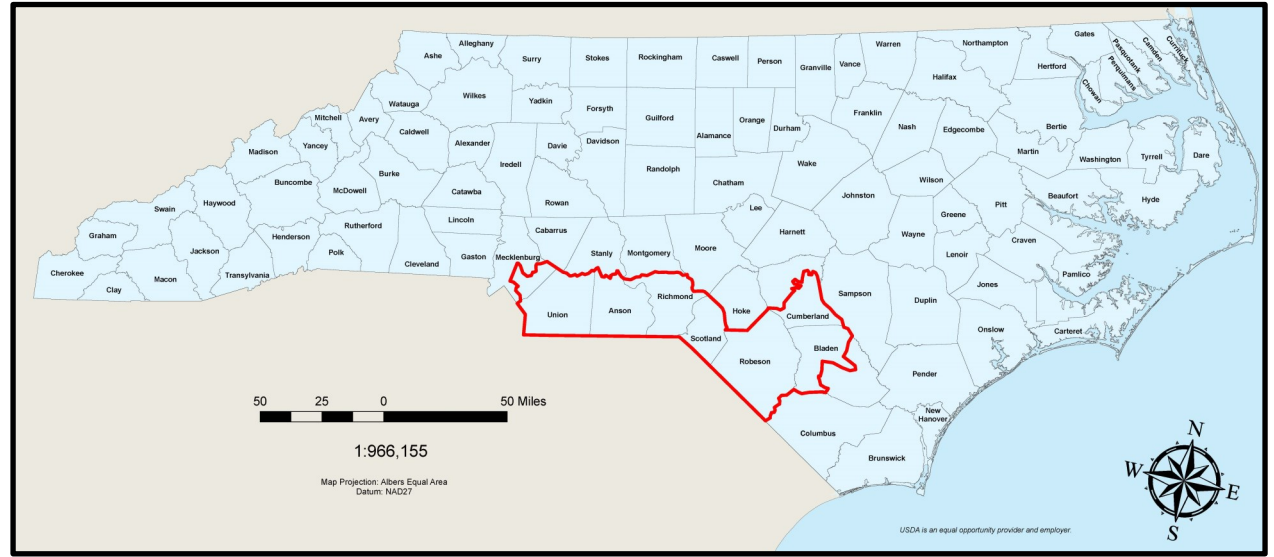 Alleghany
Ashe
Surry
Stokes
Rockingham
Caswell
Person
Granville
Vance
Warren
Northampton
Gates
Pasquotank
Camden
Currituck
Perquimans
Chowan
Hertford
Halifax
Wilkes
Watauga
Yadkin
Forsyth
Guilford
Alamance
Orange
Durham
Franklin
Nash
Edgecombe
Bertie
Mitchell
Avery
Caldwell
Alexander
Davie
Davidson
Iredell
Madison
Yancey
Martin
Washington
Tyrrell
Dare
Wake
Randolph
Chatham
Burke
Buncombe
McDowell
Catawba
Rowan
Wilson
Johnston
Pitt
Beaufort
Hyde
Swain
Haywood
Lee
Greene
Lincoln
Rutherford
Cabarrus
Graham
Henderson
Jackson
Polk
Cleveland
Gaston
Mecklenburg
Stanly
Montgomery
Moore
Harnett
Wayne
Lenoir
Craven
Pamlico
Cherokee
Clay
Macon
Transylvania
Union
Anson
Richmond
Hoke
Cumberland
Sampson
Duplin
Jones
Onslow
Carteret
Scotland
Robeson
Bladen
Pender
New
Hanover
Columbus
Brunswick
50 25 0 50 Miles
1:966,155
Map Projection: Albers Equal Area
Datum: NAD27
N
W
E
S
USDA is an equal opportunity provider and employer.